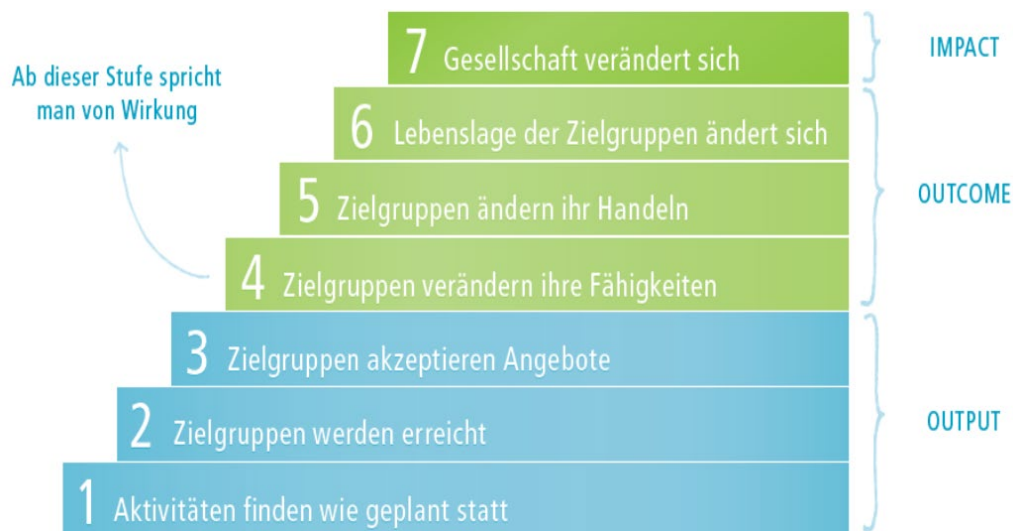 7 Gesellschaft verändert sich
IMPACT
Ab dieser Stufe spricht
man von Wirkung
6 Lebenslage der Zielgruppen ändert sich
5 Zielgruppen ändern ihr Handeln
OUTCOME
4 Zielgruppen verändern ihre Fähigkeiten
3 Zielgruppen akzeptieren Angebote
2 Zielgruppen werden erreicht
OUTPUT
1 Aktivitäten finden wie geplant statt